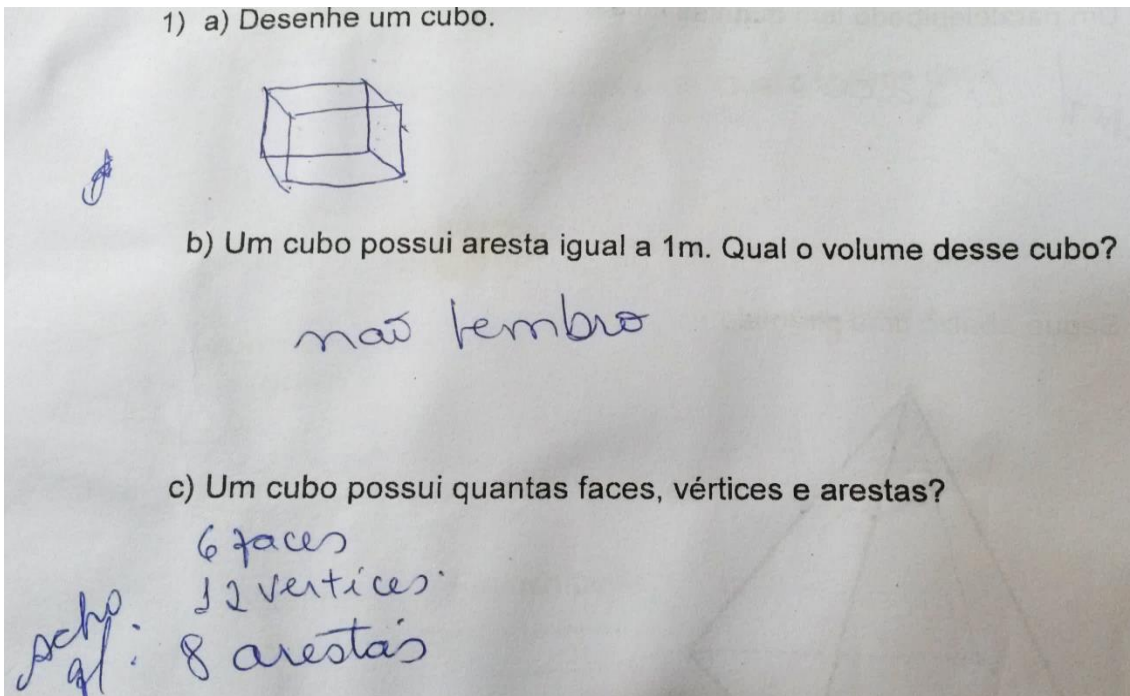 1) a) Desenhe um cubo.
b) Um cubo possui aresta igual a 1m. Qual o volume desse cubo?
não lembro
c) Um cubo possui quantas faces, vértices e arestas?
6 faces
12 vertices
acho
q/: 8 arestas